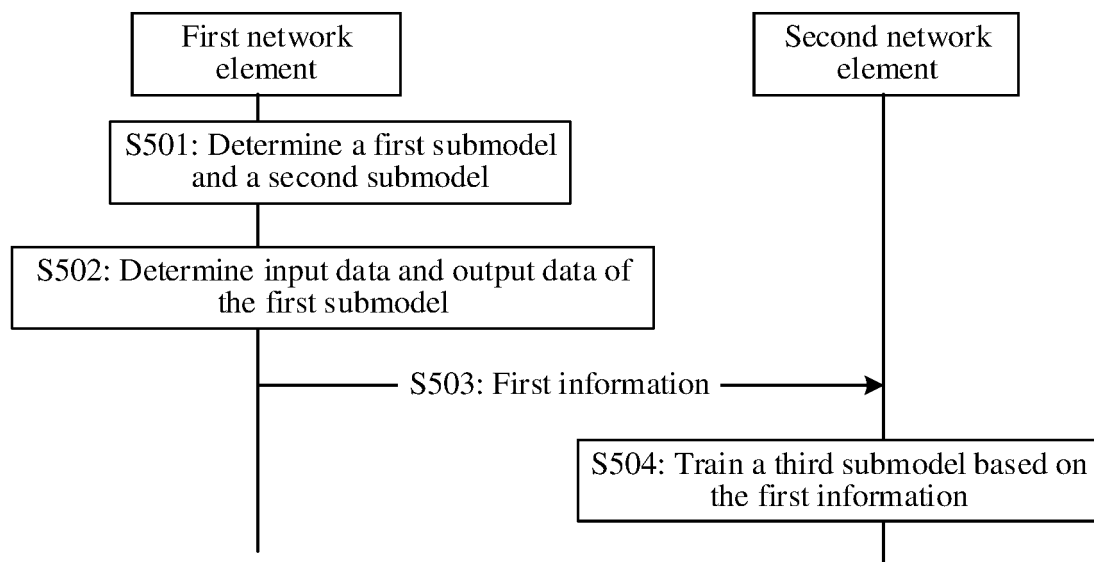 First network
element
Second network
element
S501: Determine a first submodel
and a second submodel
S502: Determine input data and output data of
the first submodel
S503: First information
S504: Train a third submodel based on
the first information